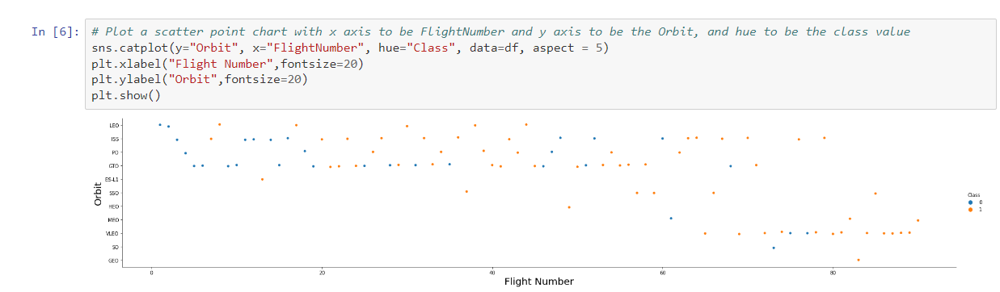 In [6]:
# Plot a scatter point chart with x axis to be FlightNumber and y axis to be the Orbit, and hue to be the class value
sns.catplot(y="Orbit", x="FlightNumber", hue="Class", data=df, aspect = 5)
plt.xlabel("Flight Number",fontsize=20)
plt.ylabel("Orbit",fontsize=20)
plt.show()
LEO
ISS
PO
GTO
ES-L1
SSO
HEO
MEO
VLEO
SO
GEO
Orbit
0
20
40
60
80
Flight Number
Class
0
1